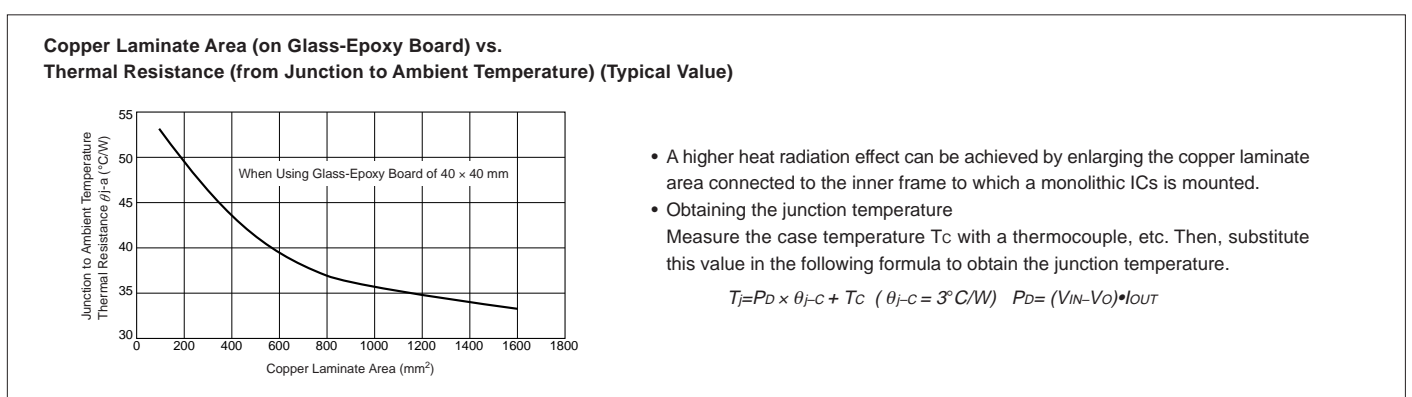 Copper Laminate Area (on Glass-Epoxy Board) vs.
Thermal Resistance (from Junction to Ambient Temperature) (Typical Value)
Junction to Ambient Temperature
Thermal Resistance θj-a (°C/W)
55
50
45
40
35
30
When Using Glass-Epoxy Board of 40 × 40 mm
0 200 400 600 800 1000 1200 1400 1600 1800
Copper Laminate Area (mm²)
• A higher heat radiation effect can be achieved by enlarging the copper laminate
area connected to the inner frame to which a monolithic ICs is mounted.
• Obtaining the junction temperature
Measure the case temperature TC with a thermocouple, etc. Then, substitute
this value in the following formula to obtain the junction temperature.
Tj=PD × θj–C + TC ( θj–C = 3°C/W) PD= (VIN–VO)•IOUT